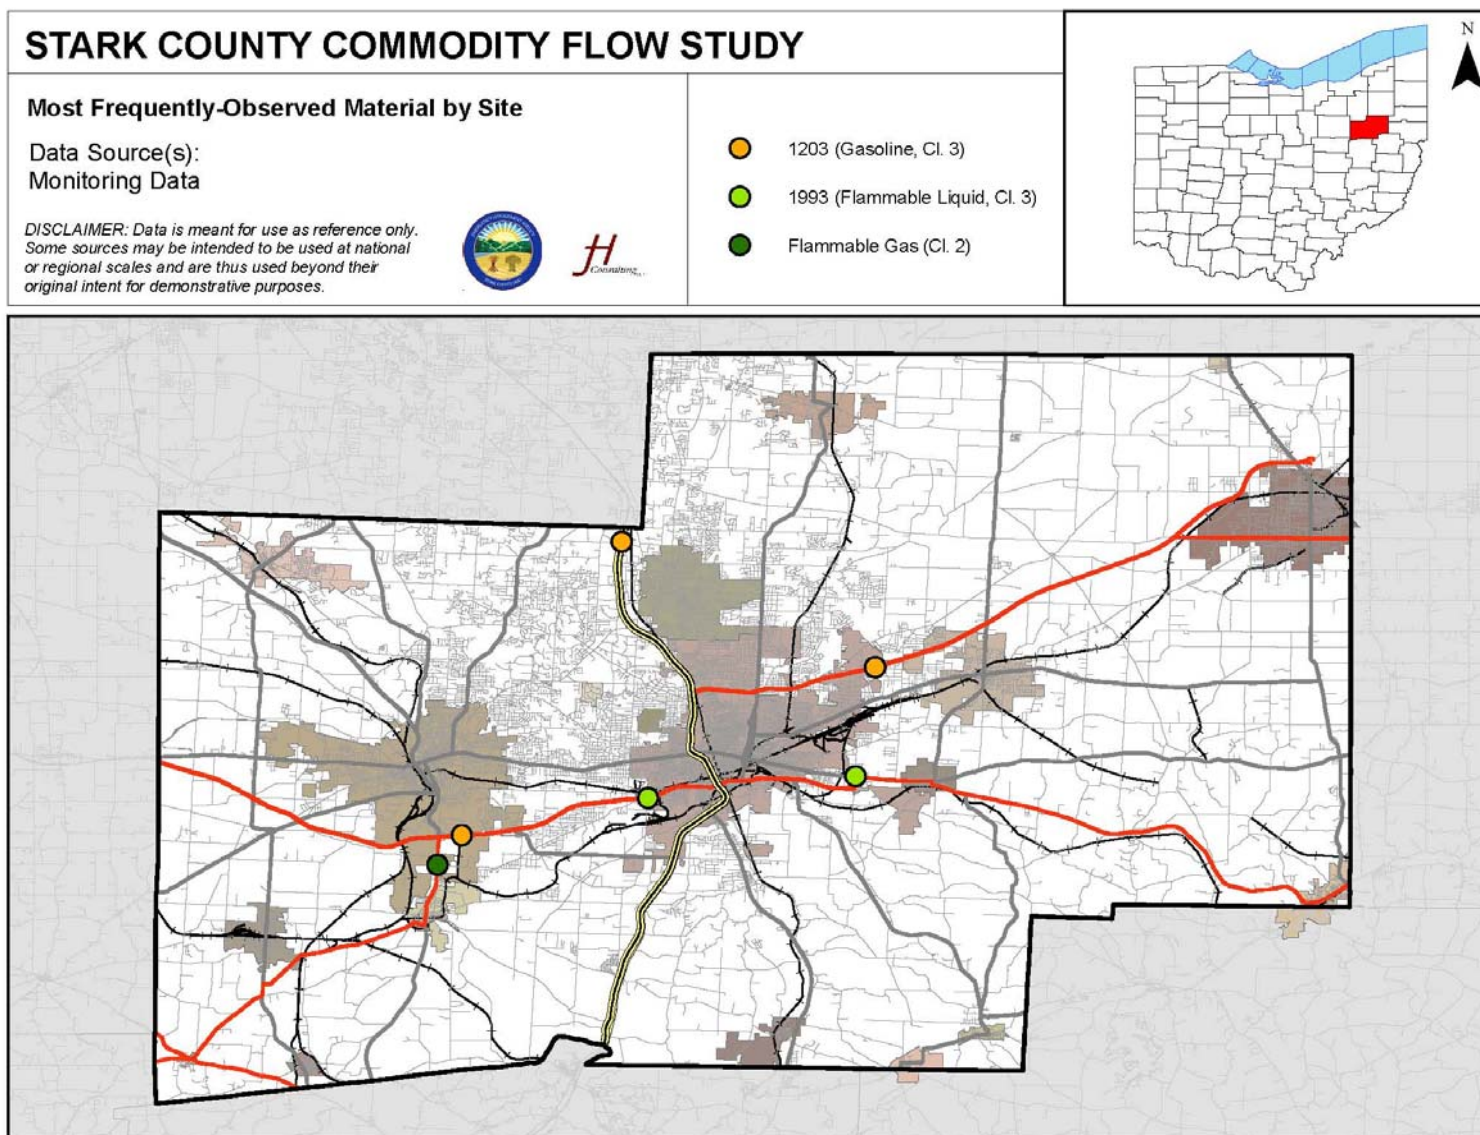 STARK COUNTY COMMODITY FLOW STUDY
Most Frequently-Observed Material by Site
Data Source(s):
Monitoring Data
DISCLAIMER: Data is meant for use as reference only.
Some sources may be intended to be used at national
or regional scales and are thus used beyond their
original intent for demonstrative purposes.
JH
Consulting
1203 (Gasoline, Cl. 3)
1993 (Flammable Liquid, Cl. 3)
Flammable Gas (Cl. 2)
N